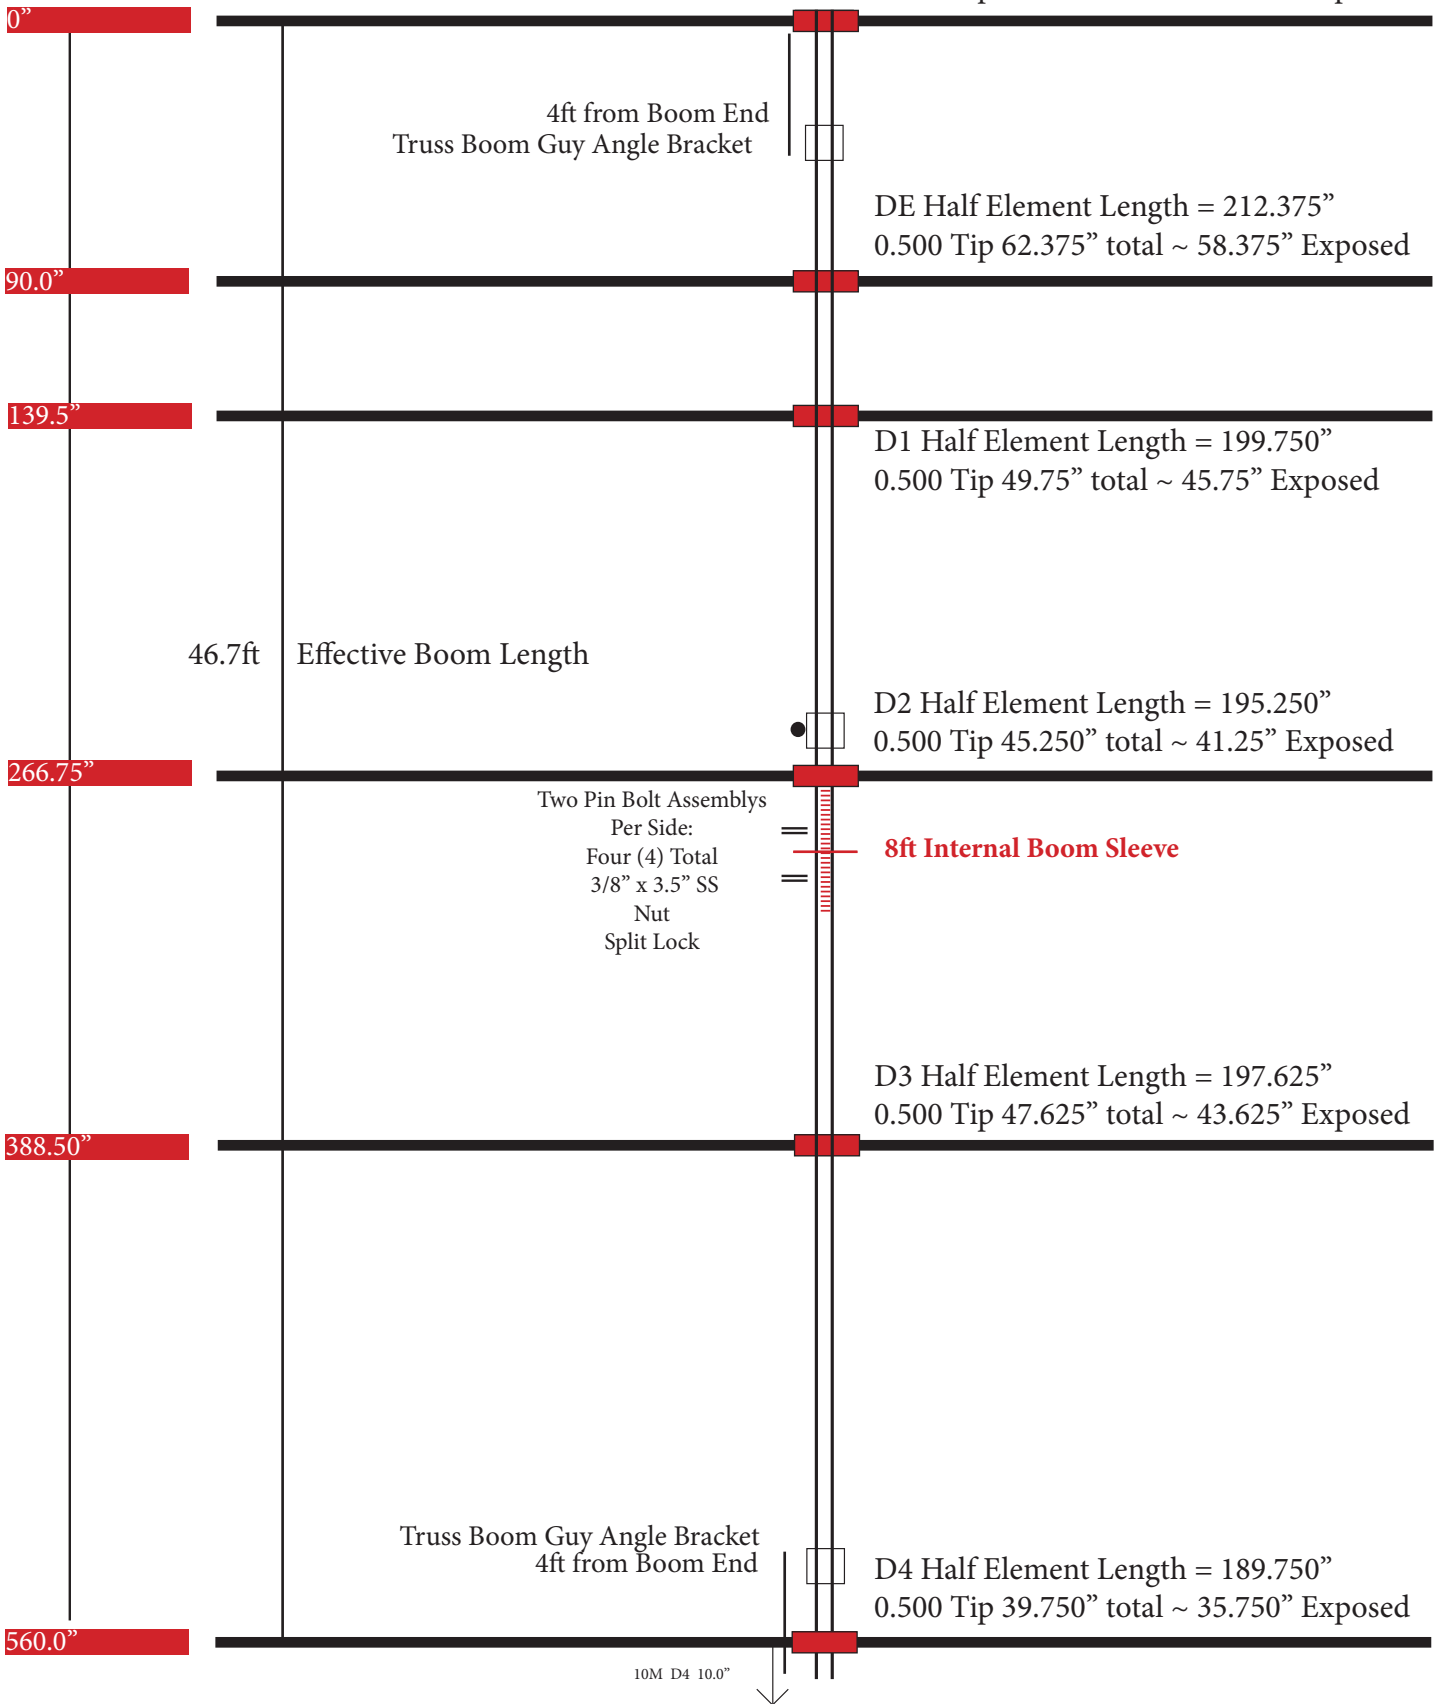 0”
4ft from Boom End
Truss Boom Guy Angle Bracket
DE Half Element Length = 212.375”
0.500 Tip 62.375” total ~ 58.375” Exposed
90.0”
139.5”
D1 Half Element Length = 199.750”
0.500 Tip 49.75” total ~ 45.75” Exposed
46.7ft Effective Boom Length
D2 Half Element Length = 195.250”
0.500 Tip 45.250” total ~ 41.25” Exposed
266.75”
Two Pin Bolt Assemblys
Per Side:
Four (4) Total
3/8” x 3.5” SS
Nut
Split Lock
8ft Internal Boom Sleeve
D3 Half Element Length = 197.625”
0.500 Tip 47.625” total ~ 43.625” Exposed
388.50”
Truss Boom Guy Angle Bracket
4ft from Boom End
D4 Half Element Length = 189.750”
0.500 Tip 39.750” total ~ 35.750” Exposed
560.0”
10M D4 10.0”